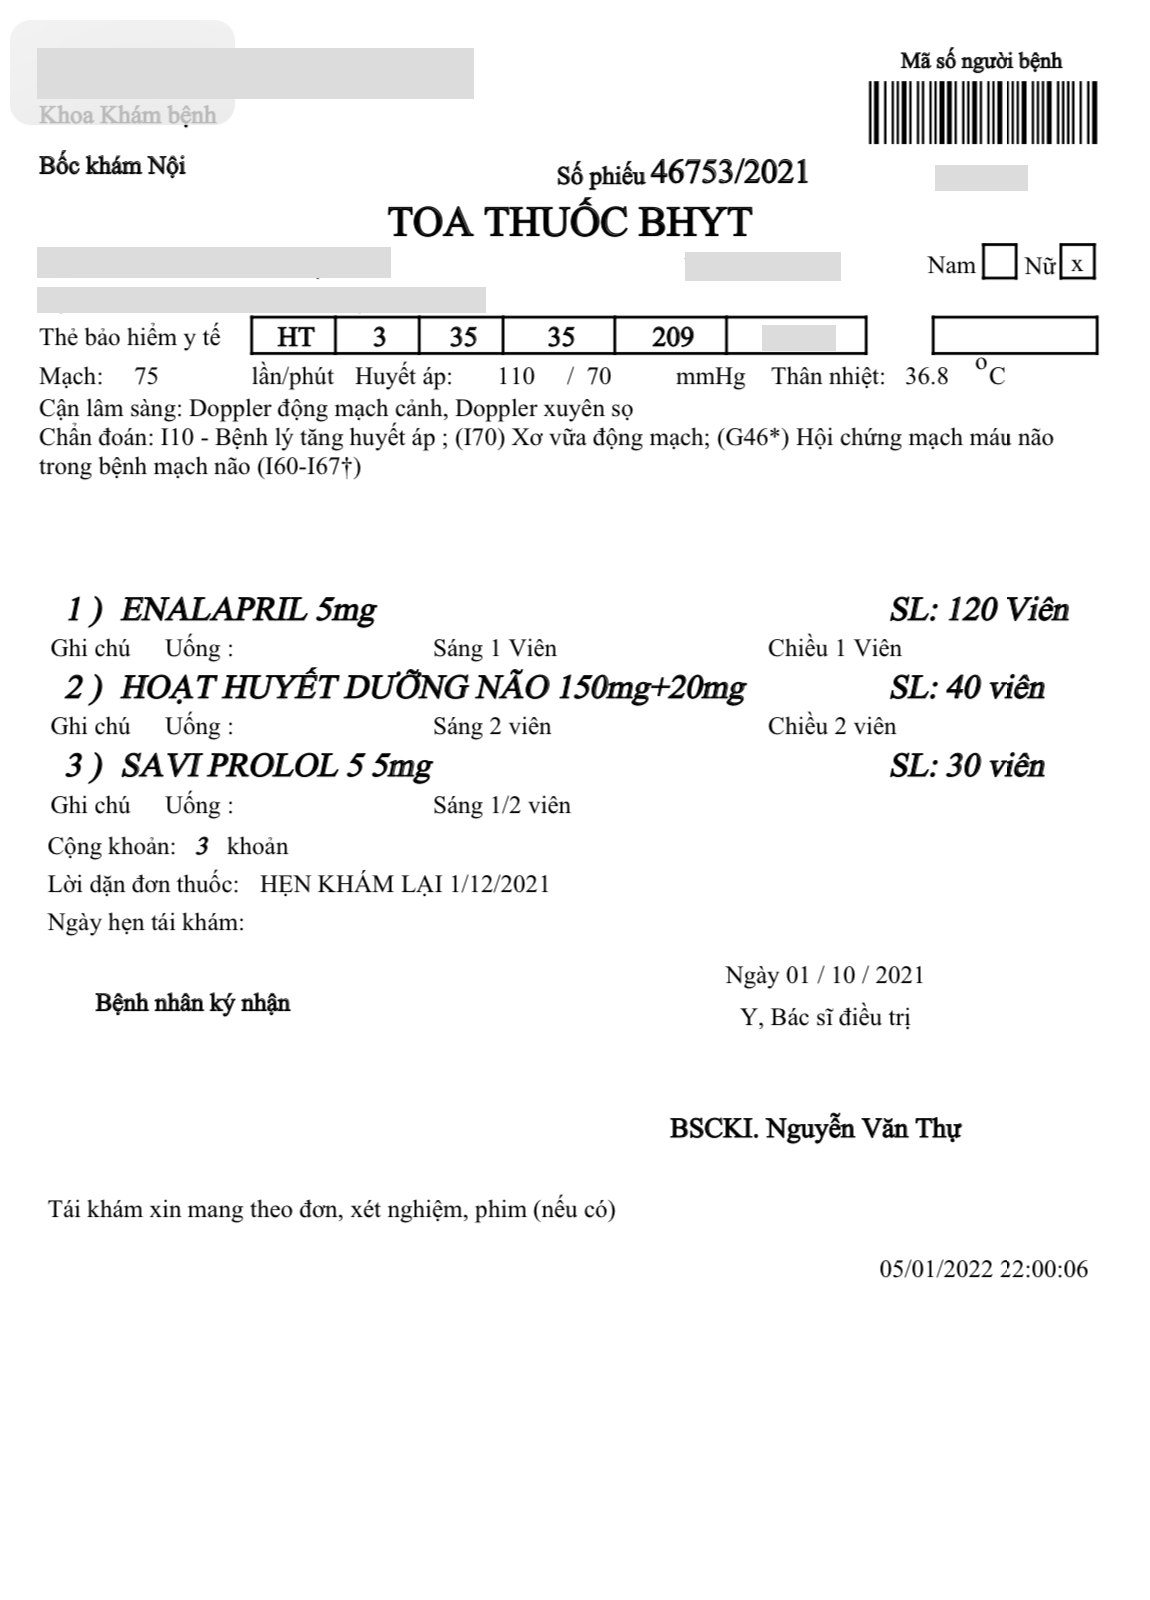 Mã số người bệnh
Khoa Khám bệnh
Bốc khám Nội
Số phiếu 46753/2021
TOA THUỐC BHYT
Nam Nữ x
Thẻ bảo hiểm y tế HT 3 35 35 209
Mạch: 75 lần/phút Huyết áp: 110 / 70 mmHg Thân nhiệt: 36.8 °C
Cận lâm sàng: Doppler động mạch cảnh, Doppler xuyên sọ
Chẩn đoán: I10 - Bệnh lý tăng huyết áp ; (I70) Xơ vữa động mạch; (G46*) Hội chứng mạch máu não
trong bệnh mạch não (I60-I67†)
1 ) ENALAPRIL 5mg SL: 120 Viên
Ghi chú Uống : Sáng 1 Viên Chiều 1 Viên
2 ) HOẠT HUYẾT DƯỠNG NÃO 150mg+20mg SL: 40 viên
Ghi chú Uống : Sáng 2 viên Chiều 2 viên
3 ) SAVI PROLOL 5 5mg SL: 30 viên
Ghi chú Uống : Sáng 1/2 viên
Cộng khoản: 3 khoản
Lời dặn đơn thuốc: HẸN KHÁM LẠI 1/12/2021
Ngày hẹn tái khám:
Ngày 01 / 10 / 2021
Bệnh nhân ký nhận
Y, Bác sĩ điều trị
BSCKI. Nguyễn Văn Thự
Tái khám xin mang theo đơn, xét nghiệm, phim (nếu có)
05/01/2022 22:00:06